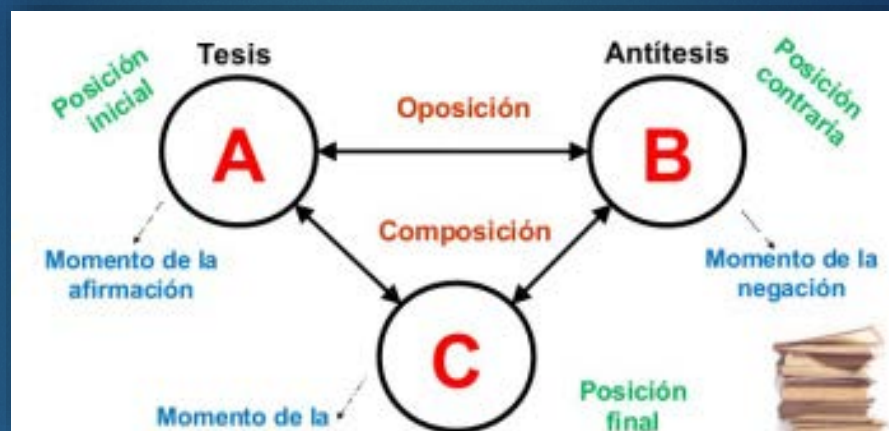 Tesis
Antítesis
Posición
inicial
Posición
contraria
Oposición
A
B
Composición
Momento de la
afirmación
Momento de la
negación
C
Posición
final
Momento de la